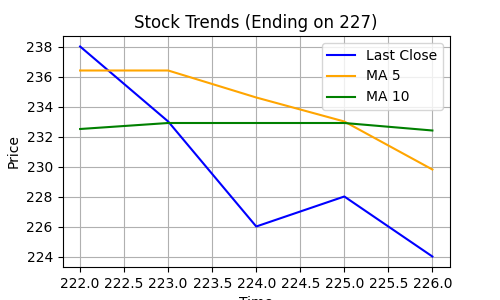 Stock Trends (Ending on 227)
Last Close
MA 5
MA 10
Price
238
236
234
232
230
228
226
224
222.0 222.5 223.0 223.5 224.0 224.5 225.0 225.5 226.0
Time